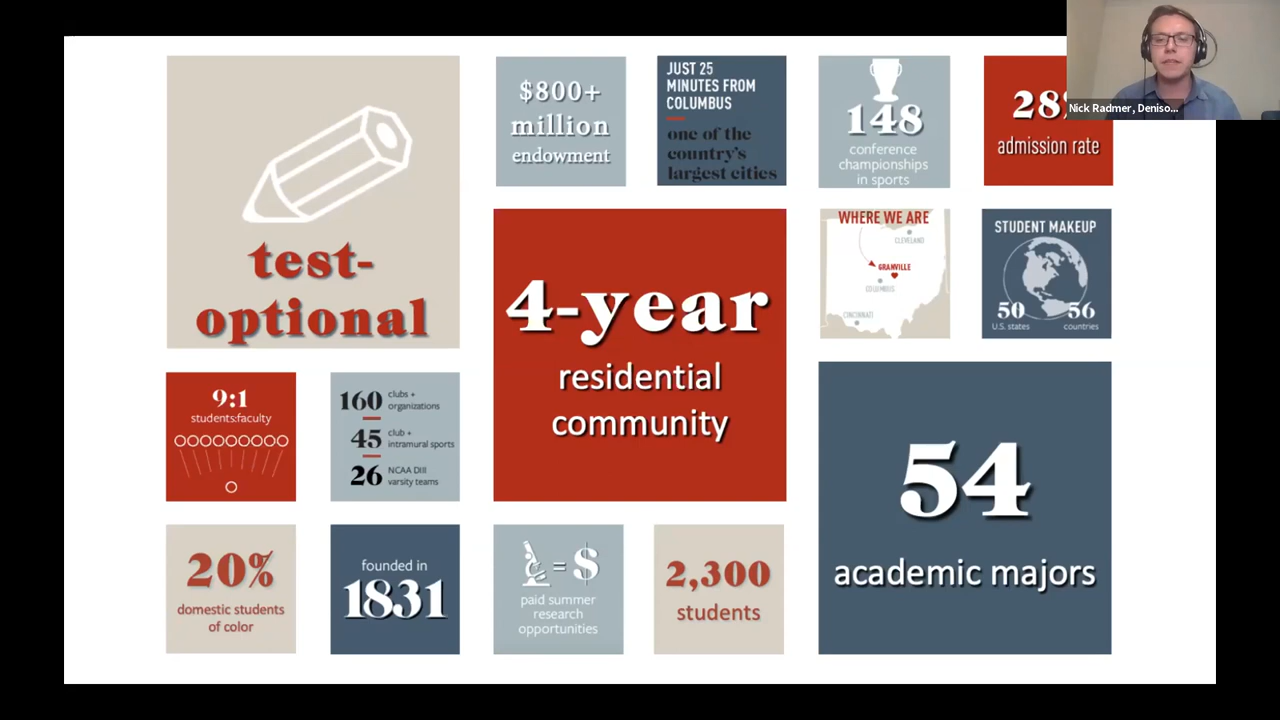 test-
optional
$800+
million
endowment
JUST 25
MINUTES FROM
COLUMBUS
one of the
country's
largest cities
148
conference
championships
in sports
28%
admission rate
Nick Radmer, Deniso...
4-year
residential
community
WHERE WE ARE
CLEVELAND
GRANVILLE
COLUMBUS
CINCINNATI
STUDENT MAKEUP
50
U.S. states
56
countries
9:1
students:faculty
160 clubs +
organizations
45 club +
intramural sports
26 NCAA DIII
varsity teams
54
academic majors
20%
domestic students
of color
founded in
1831
= $
paid summer
research
opportunities
2,300
students